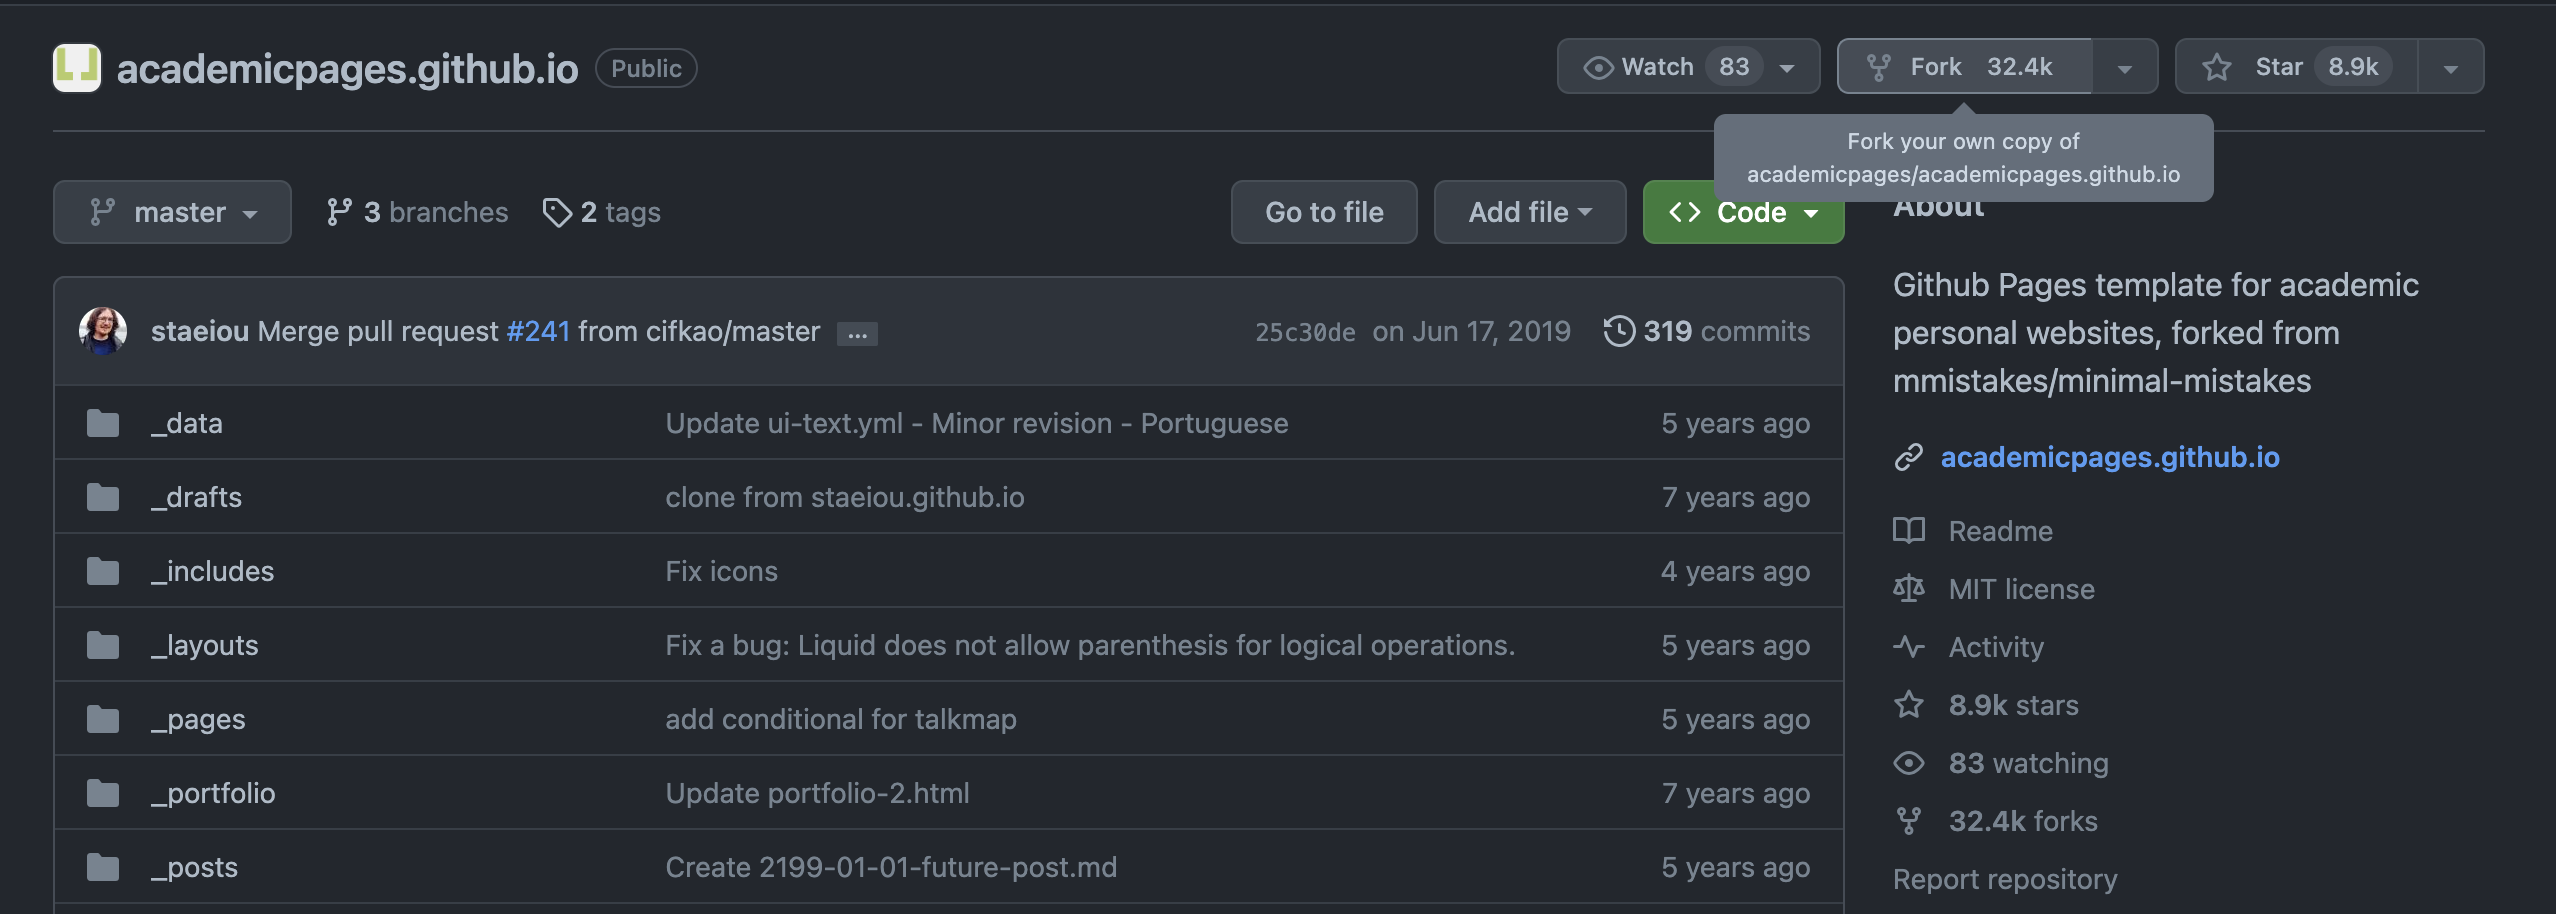 academicpages.github.io Public Watch 83 Fork 32.4k Star 8.9k
Fork your own copy of
academicpages/academicpages.github.io
master 3 branches 2 tags Go to file Add file Code
staeiou Merge pull request #241 from cifkao/master ... 25c30de on Jun 17, 2019 319 commits
_data Update ui-text.yml - Minor revision - Portuguese 5 years ago
_drafts clone from staeiou.github.io 7 years ago
_includes Fix icons 4 years ago
_layouts Fix a bug: Liquid does not allow parenthesis for logical operations. 5 years ago
_pages add conditional for talkmap 5 years ago
_portfolio Update portfolio-2.html 7 years ago
_posts Create 2199-01-01-future-post.md 5 years ago
About
Github Pages template for academic
personal websites, forked from
mmistakes/minimal-mistakes
academicpages.github.io
Readme
MIT license
Activity
8.9k stars
83 watching
32.4k forks
Report repository